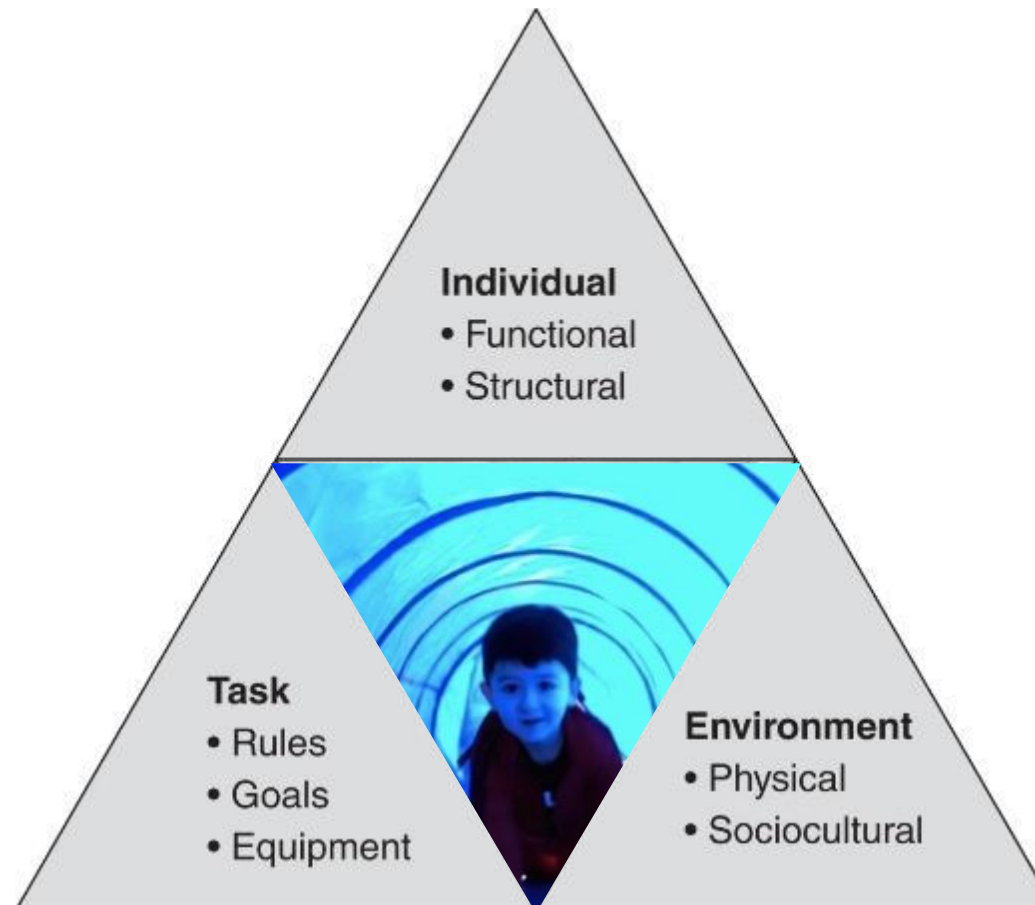 Individual
• Functional
• Structural
Task
• Rules
• Goals
• Equipment
Environment
• Physical
• Sociocultural